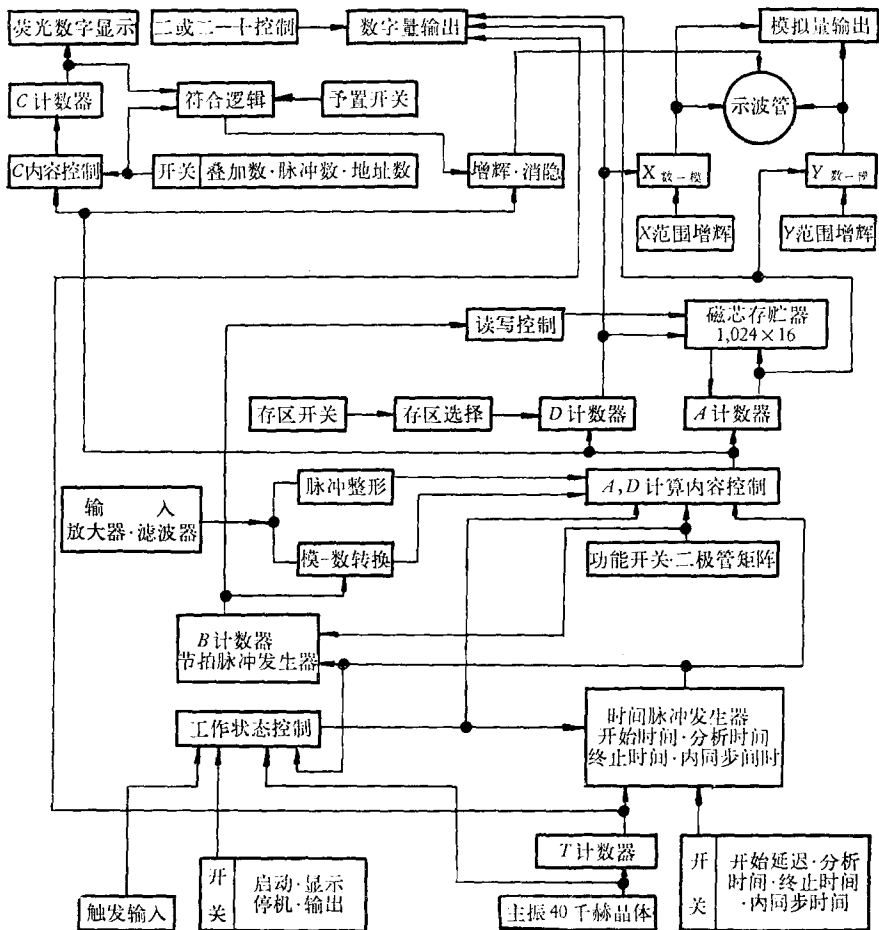 荧光数字显示
二或二一十控制
数字量输出
模拟量输出
C计数器
符合逻辑
予置开关
示波管
C内容控制
开关
叠加数·脉冲数·地址数
增辉·消隐
X数一模
Y数一模
X范围增辉
Y范围增辉
读写控制
磁芯存贮器
1,024×16
存区开关
存区选择
D计数器
A计数器
输 入
放大器·滤波器
脉冲整形
A,D计算内容控制
模-数转换
功能开关·二极管矩阵
B计数器
节拍脉冲发生器
工作状态控制
时间脉冲发生器
开始时间·分析时间
终止时间·内同步间时
T计数器
触发输入
开
关
启动·显示
停机·输出
主振40千赫晶体
开
关
开始延迟·分析
时间·终止时间
·内同步时间